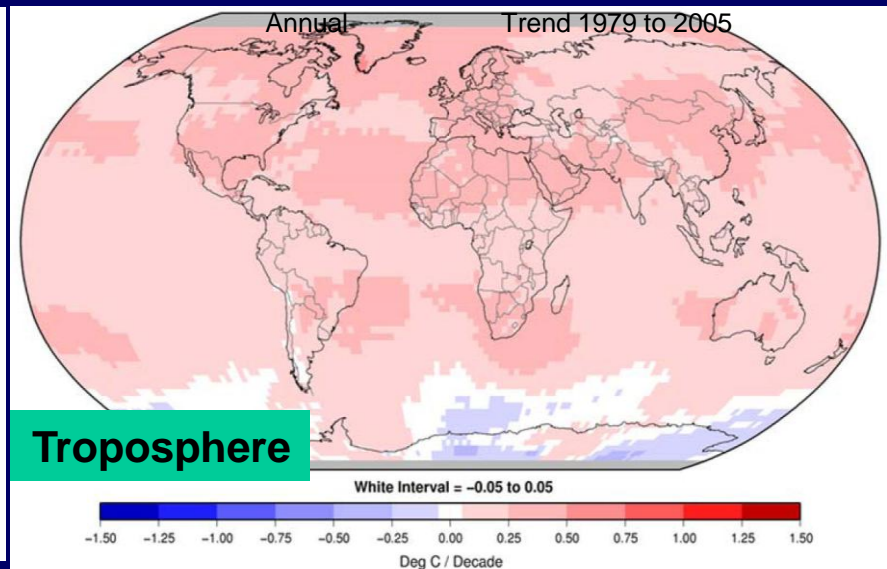 Annual Trend 1979 to 2005
Troposphere
White Interval = −0.05 to 0.05
−1.50 −1.25 −1.00 −0.75 −0.50 −0.25 0.00 0.25 0.50 0.75 1.00 1.25 1.50
Deg C / Decade